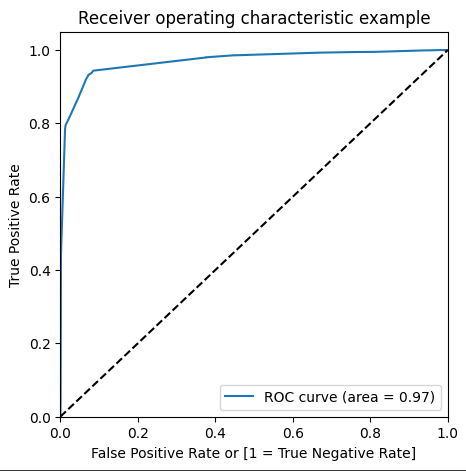 Receiver operating characteristic example
1.0
0.8
0.6
0.4
0.2
0.0
True Positive Rate
ROC curve (area = 0.97)
0.0 0.2 0.4 0.6 0.8 1.0
False Positive Rate or [1 = True Negative Rate]